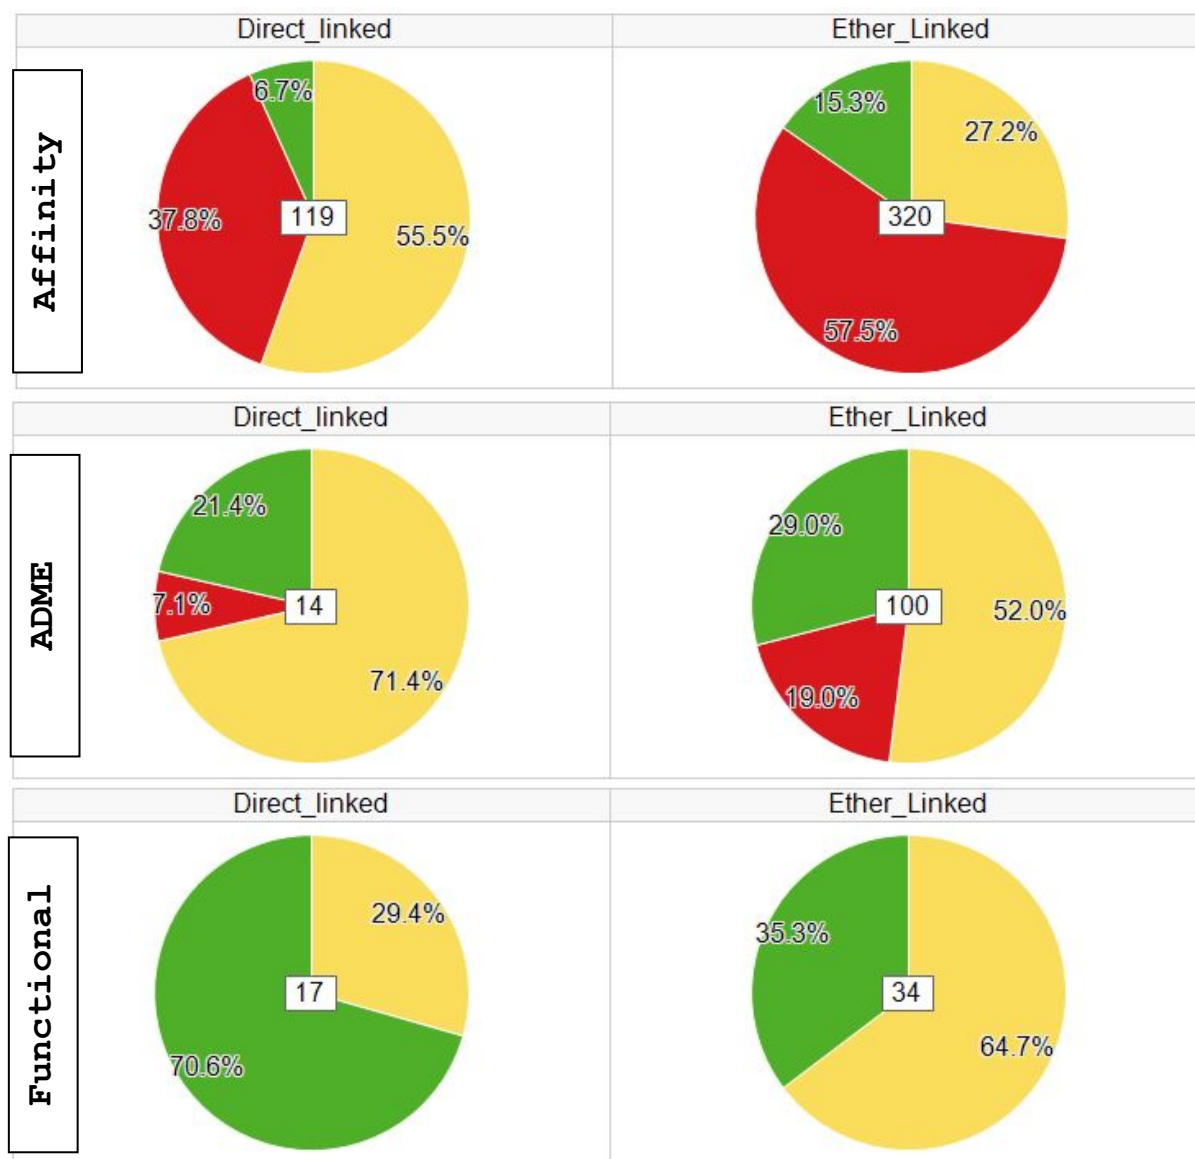 Direct_linked
Ether_Linked
Affinity
6.7%
37.8%
119
55.5%
15.3%
27.2%
320
57.5%
Direct_linked
Ether_Linked
ADME
21.4%
7.1%
14
71.4%
29.0%
100
52.0%
19.0%
Direct_linked
Ether_Linked
Functional
29.4%
17
70.6%
35.3%
34
64.7%